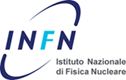 INFN
Istituto Nazionale
di Fisica Nucleare